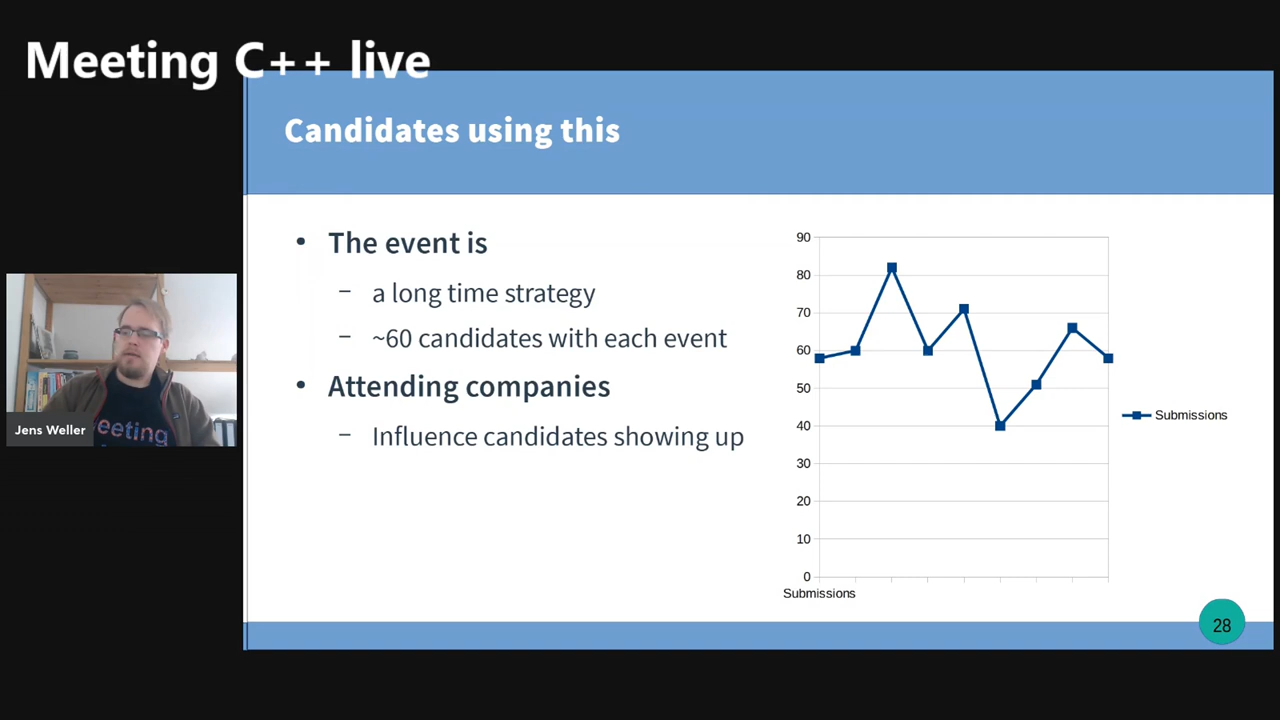 Meeting C++ live
Candidates using this
• The event is
– a long time strategy
– ~60 candidates with each event
• Attending companies
– Influence candidates showing up
90
80
70
60
50
40
30
20
10
0
Submissions
Submissions
eeting
Jens Weller
28